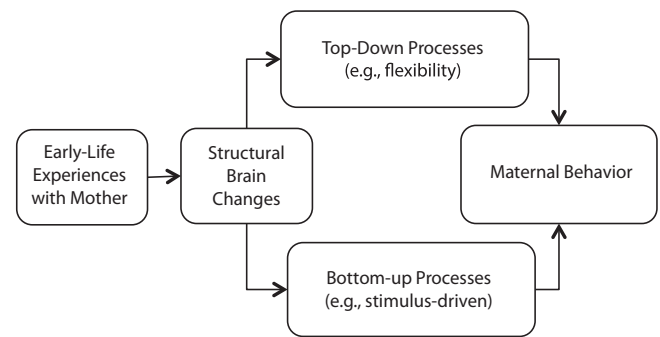 Top-Down Processes
(e.g., flexibility)
Early-Life
Experiences
with Mother
Structural
Brain
Changes
Maternal Behavior
Bottom-up Processes
(e.g., stimulus-driven)